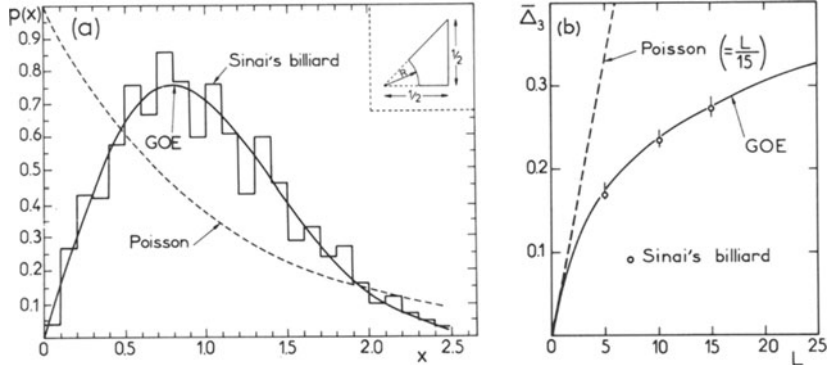 p(x)
(a)
0.9
0.8
0.7
0.6
0.5
0.4
0.3
0.2
0.1
0
0.5
1.0
1.5
2.0
2.5
x
Sinai's billiard
GOE
Poisson
R
1/2
1/2
Δ̄₃
(b)
Poisson (=L/15)
0.3
0.2
0.1
GOE
Sinai's billiard
0
5
10
15
20
25
L